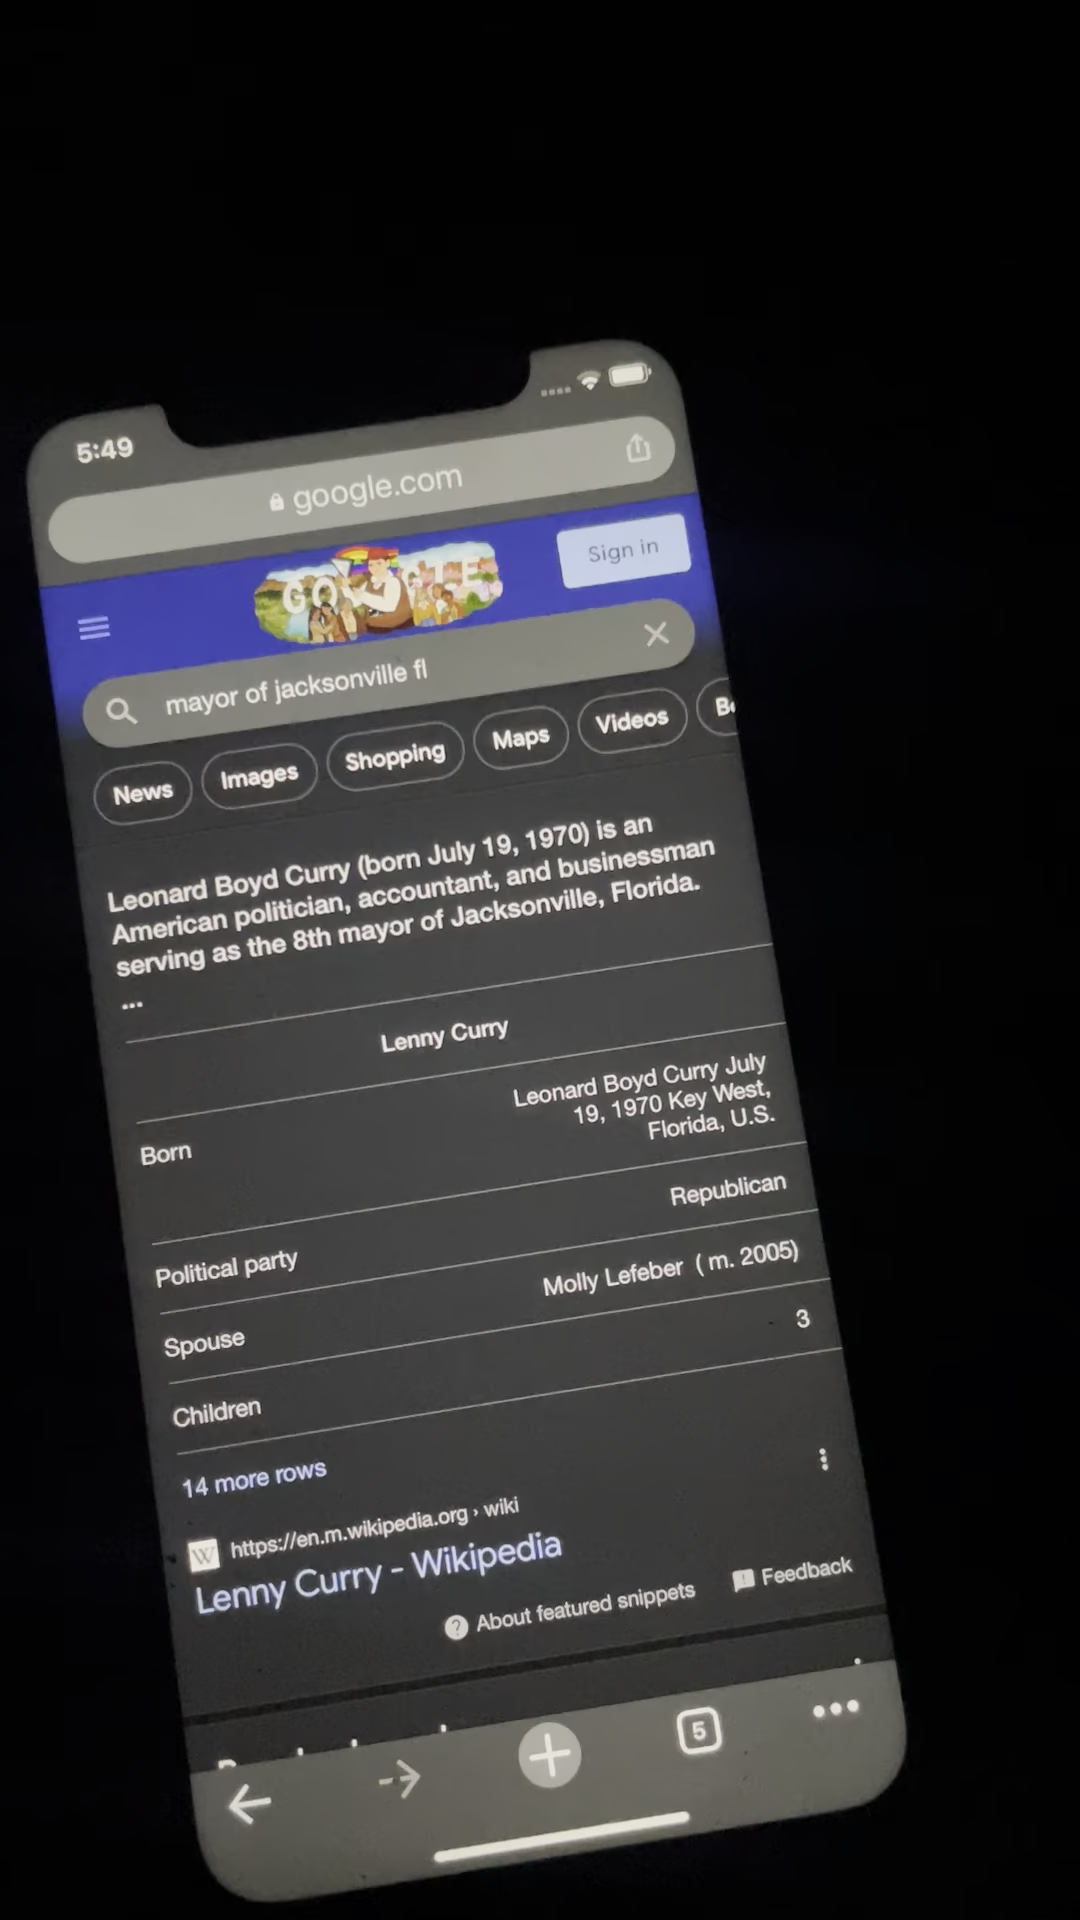 5:49
google.com
GOOGLE
Sign in
mayor of jacksonville fl
News Images Shopping Maps Videos
Leonard Boyd Curry (born July 19, 1970) is an
American politician, accountant, and businessman
serving as the 8th mayor of Jacksonville, Florida.
...
Lenny Curry
Born Leonard Boyd Curry July
19, 1970 Key West,
Florida, U.S.
Political party Republican
Spouse Molly Lefeber ( m. 2005)
Children 3
14 more rows
W https://en.m.wikipedia.org › wiki
Lenny Curry - Wikipedia
? About featured snippets Feedback
5